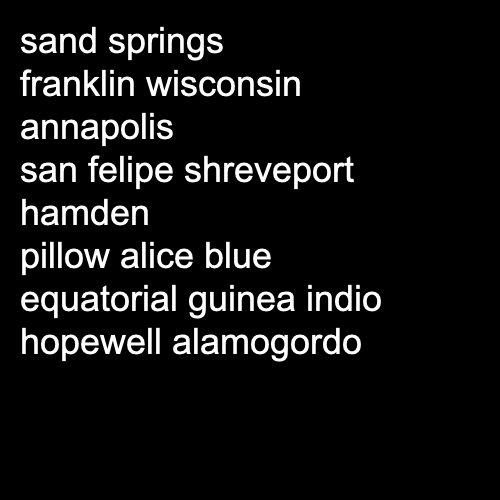 sand springs
franklin wisconsin
annapolis
san felipe shreveport
hamden
pillow alice blue
equatorial guinea indio
hopewell alamogordo